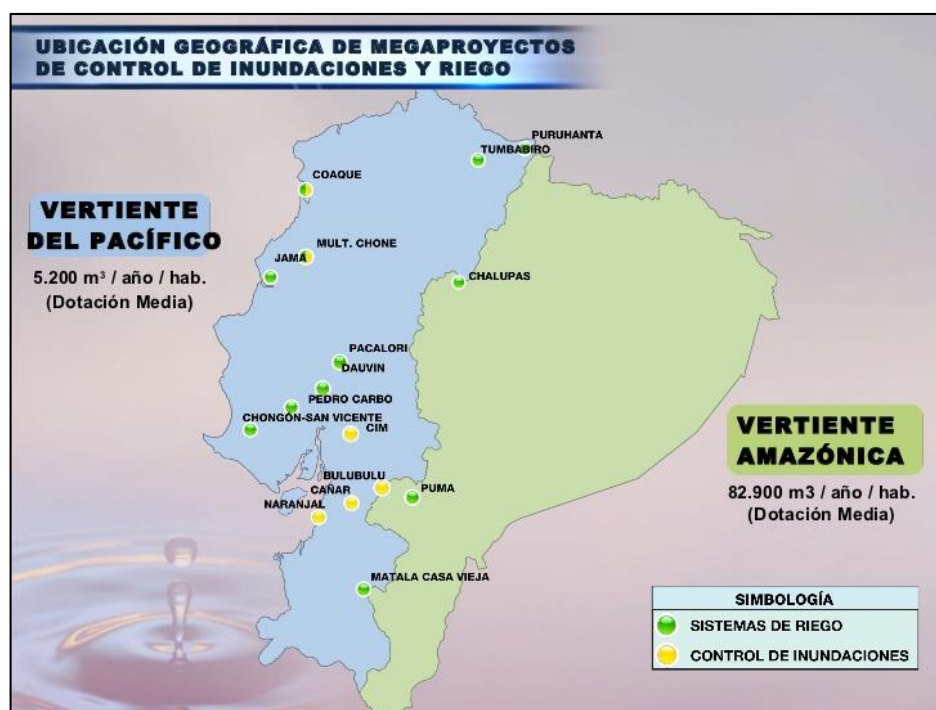 UBICACIÓN GEOGRÁFICA DE MEGAPROYECTOS
DE CONTROL DE INUNDACIONES Y RIEGO
PURUHANTA
TUMBABIRO
COAQUE
VERTIENTE
DEL PACÍFICO
5.200 m³ / año / hab.
(Dotación Media)
MULT. CHONE
JAMA
CHALUPAS
PACALORI
DAUVIN
PEDRO CARBO
CHONGÓN-SAN VICENTE
CIM
VERTIENTE
AMAZÓNICA
82.900 m3 / año / hab.
(Dotación Media)
BULUBULU
CAÑAR
PUMA
NARANJAL
MATALA CASA VIEJA
SIMBOLOGÍA
SISTEMAS DE RIEGO
CONTROL DE INUNDACIONES